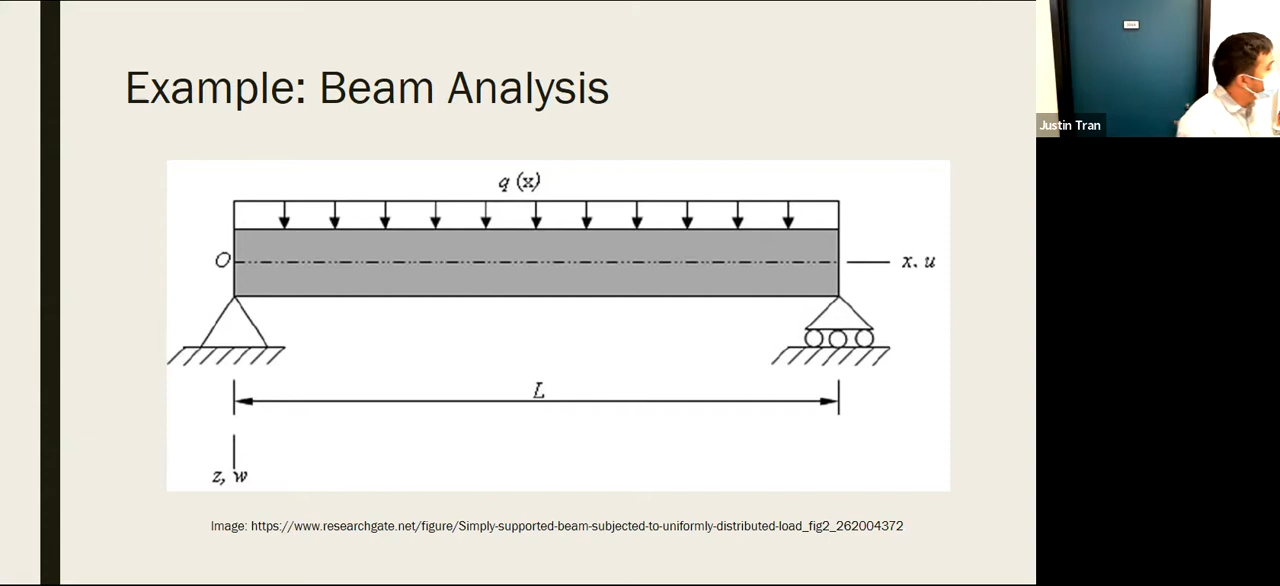 Example: Beam Analysis
q (x)
O
x. u
L
z, w
Image: https://www.researchgate.net/figure/Simply-supported-beam-subjected-to-uniformly-distributed-load_fig2_262004372
Justin Tran